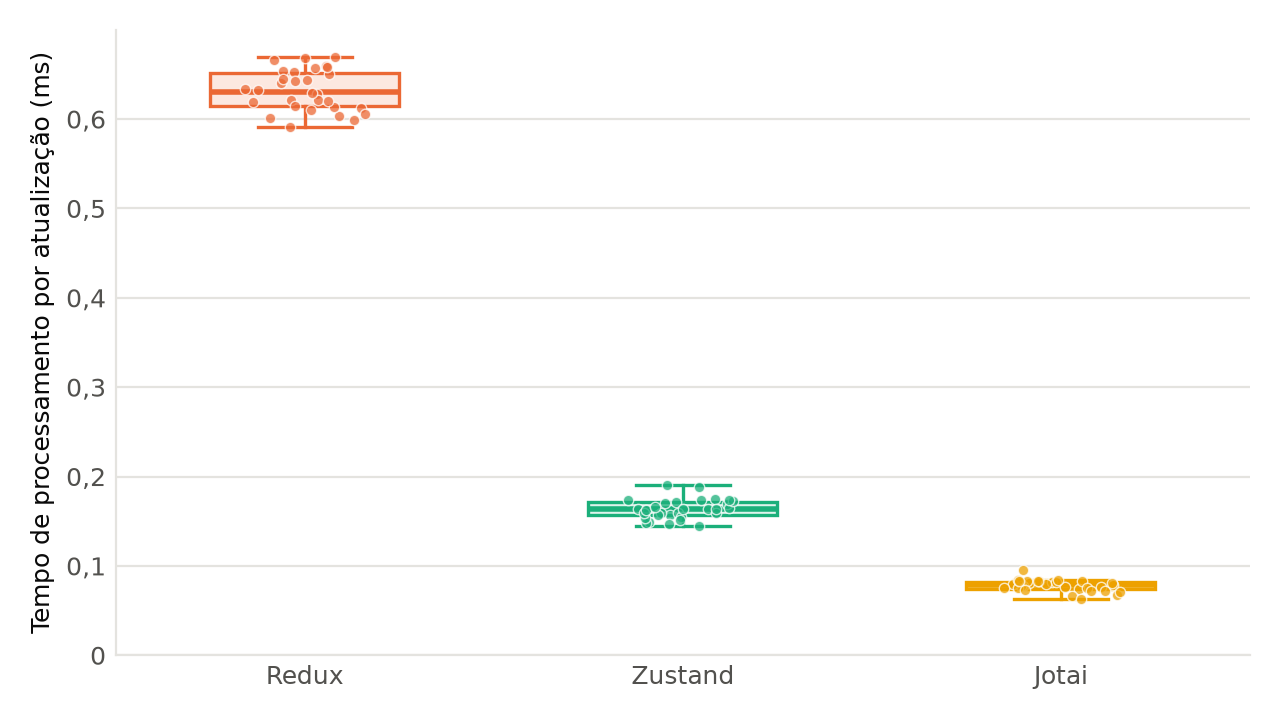 Tempo de processamento por atualização (ms)
0,6
0,5
0,4
0,3
0,2
0,1
0
Redux
Zustand
Jotai